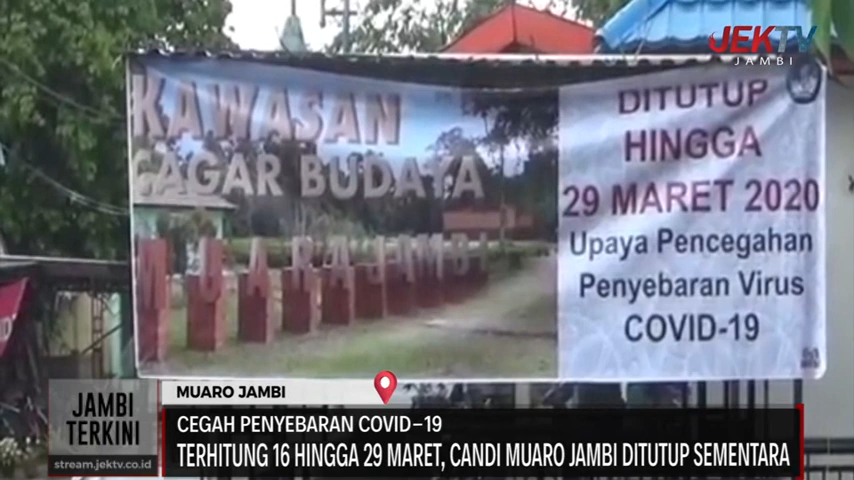 JEKTV
JAMBI
KAWASAN
CAGAR BUDAYA
MUARAJAMBI
DITUTUP
HINGGA
29 MARET 2020
Upaya Pencegahan
Penyebaran Virus
COVID-19
MUARO JAMBI
JAMBI
TERKINI
stream.jektv.co.id
CEGAH PENYEBARAN COVID-19
TERHITUNG 16 HINGGA 29 MARET, CANDI MUARO JAMBI DITUTUP SEMENTARA